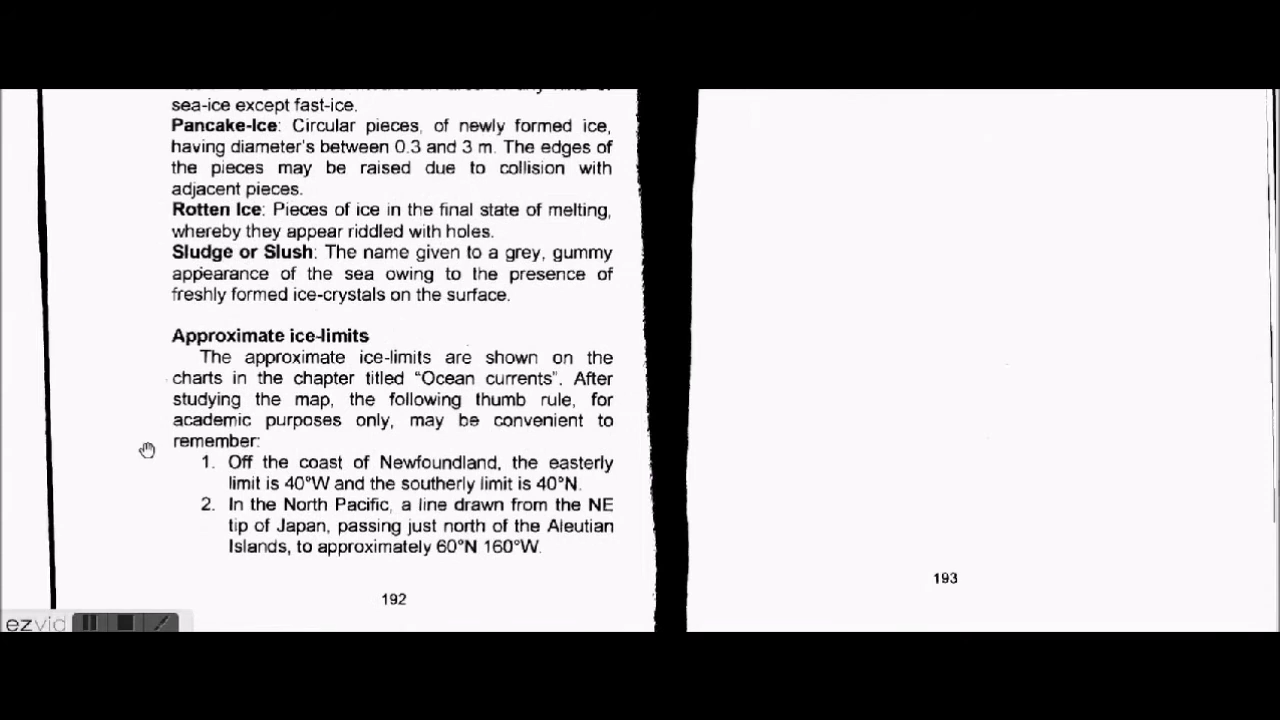 sea-ice except fast-ice.
Pancake-Ice: Circular pieces, of newly formed ice,
having diameter's between 0.3 and 3 m. The edges of
the pieces may be raised due to collision with
adjacent pieces.
Rotten Ice: Pieces of ice in the final state of melting,
whereby they appear riddled with holes.
Sludge or Slush: The name given to a grey, gummy
appearance of the sea owing to the presence of
freshly formed ice-crystals on the surface.
Approximate ice-limits
The approximate ice-limits are shown on the
charts in the chapter titled "Ocean currents". After
studying the map, the following thumb rule, for
academic purposes only, may be convenient to
remember:
1. Off the coast of Newfoundland, the easterly
limit is 40°W and the southerly limit is 40°N.
2. In the North Pacific, a line drawn from the NE
tip of Japan, passing just north of the Aleutian
Islands, to approximately 60°N 160°W.
192
193
ezvid